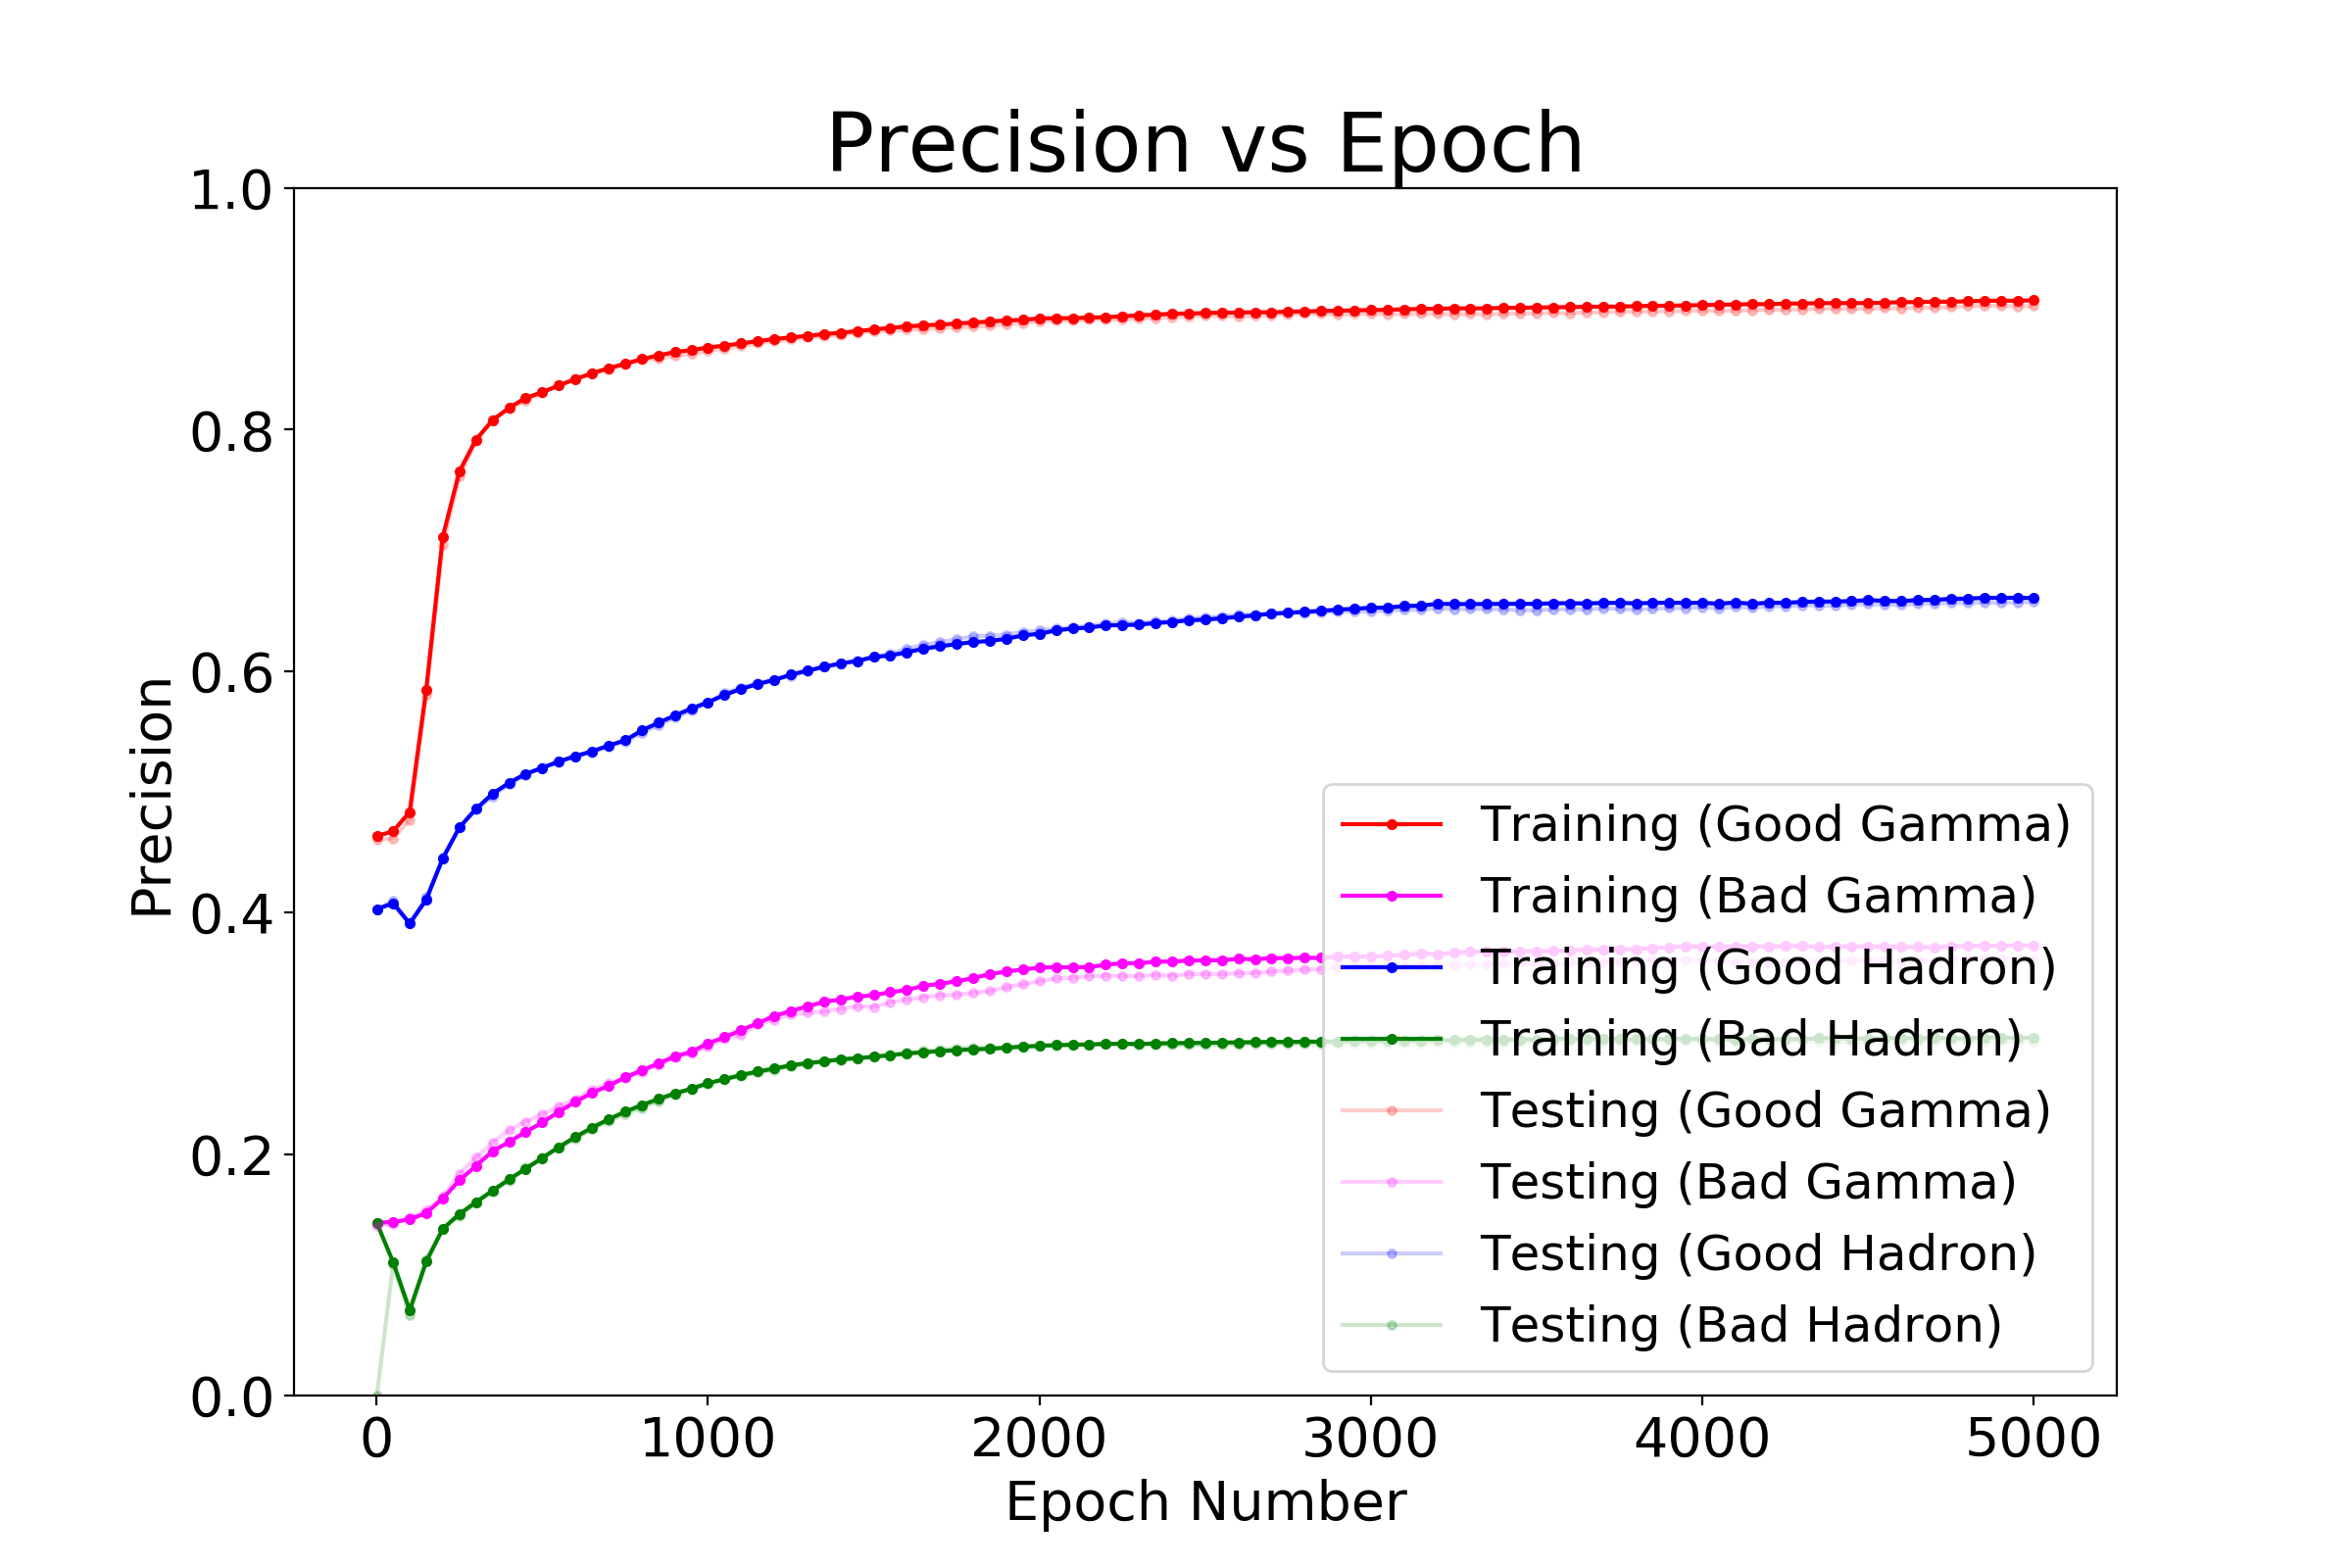 Precision vs Epoch
1.0
0.8
0.6
0.4
0.2
0.0
Precision
0
1000
2000
3000
4000
5000
Epoch Number
Training (Good Gamma)
Training (Bad Gamma)
Training (Good Hadron)
Training (Bad Hadron)
Testing (Good Gamma)
Testing (Bad Gamma)
Testing (Good Hadron)
Testing (Bad Hadron)